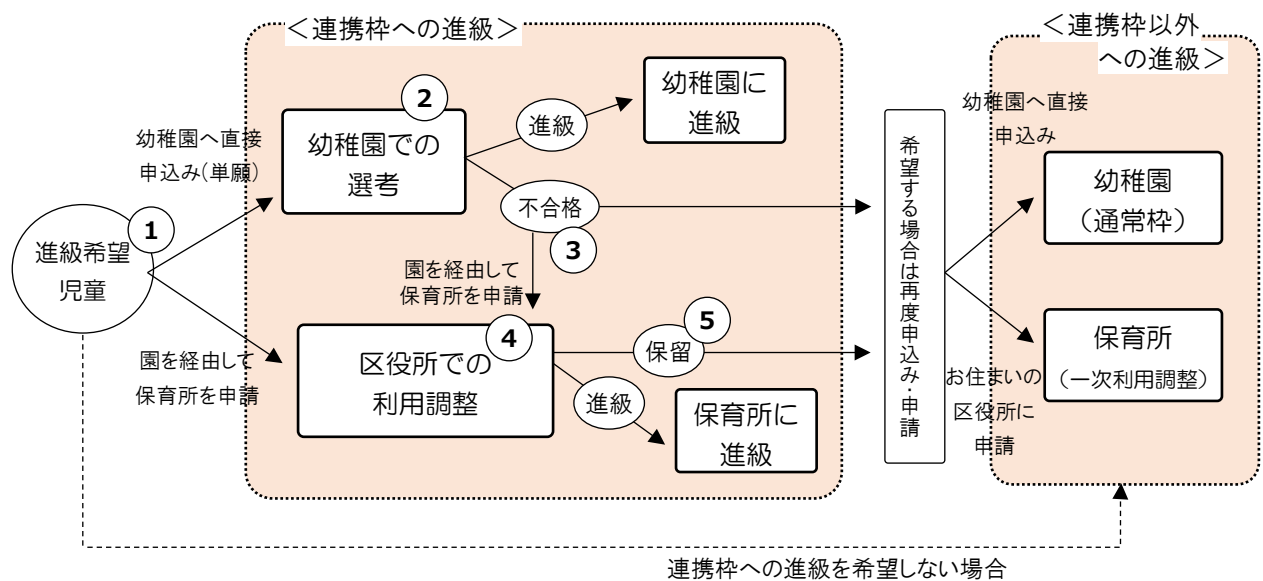 ＜連携枠への進級＞
＜連携枠以外
への進級＞
進級希望
児童
1
幼稚園へ直接
申込み(単願)
園を経由して
保育所を申請
2
幼稚園での
選考
進級
幼稚園に
進級
不合格
3
園を経由して
保育所を申請
4
区役所での
利用調整
5
保留
進級
保育所に
進級
希望する場合は再度申込み・申請
幼稚園へ直接
申込み
幼稚園
（通常枠）
お住まいの
区役所に
申請
保育所
（一次利用調整）
連携枠への進級を希望しない場合